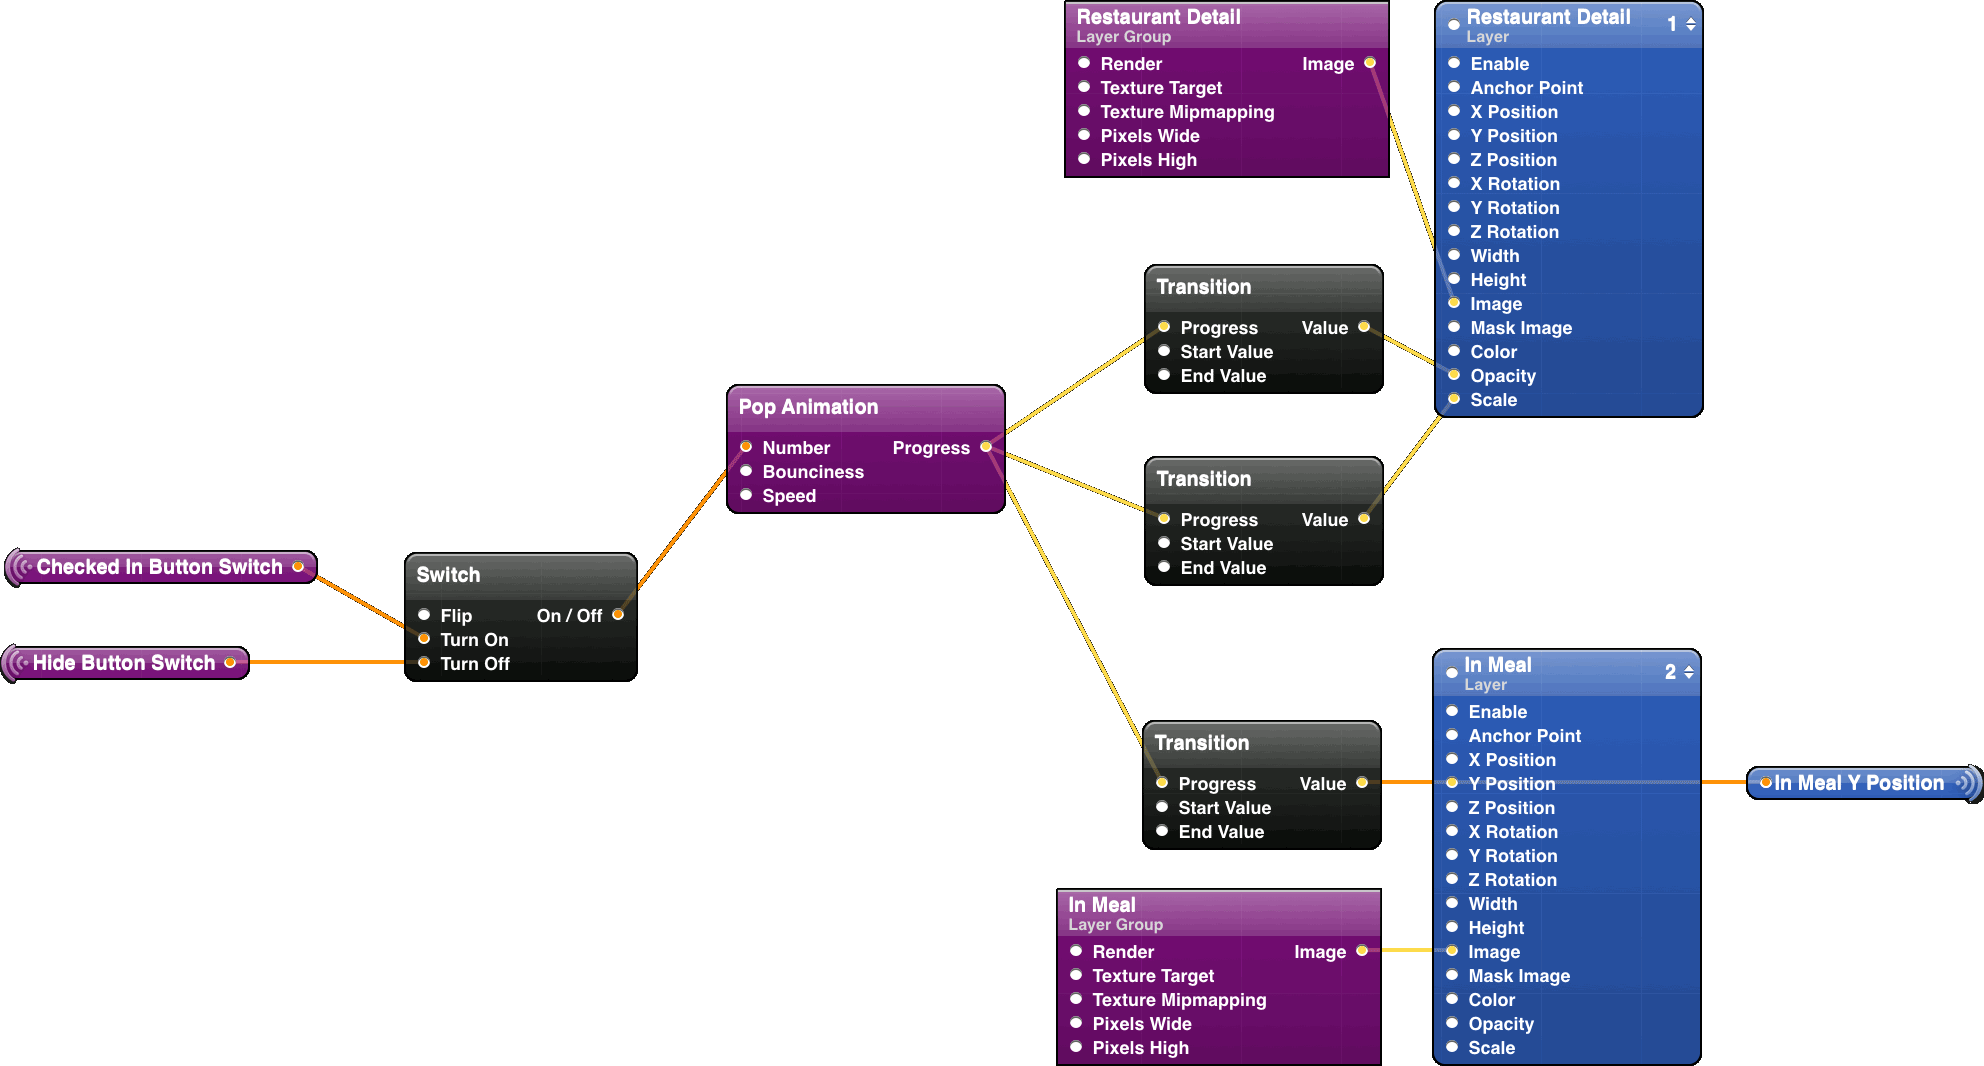 Restaurant Detail
Layer Group
Render Image
Texture Target
Texture Mipmapping
Pixels Wide
Pixels High
Restaurant Detail 1
Layer
Enable
Anchor Point
X Position
Y Position
Z Position
X Rotation
Y Rotation
Z Rotation
Width
Height
Image
Mask Image
Color
Opacity
Scale
Transition
Progress Value
Start Value
End Value
Pop Animation
Number Progress
Bounciness
Speed
Transition
Progress Value
Start Value
End Value
Checked In Button Switch
Hide Button Switch
Switch
Flip On / Off
Turn On
Turn Off
Transition
Progress Value
Start Value
End Value
In Meal 2
Layer
Enable
Anchor Point
X Position
Y Position
Z Position
X Rotation
Y Rotation
Z Rotation
Width
Height
Image
Mask Image
Color
Opacity
Scale
In Meal Y Position
In Meal
Layer Group
Render Image
Texture Target
Texture Mipmapping
Pixels Wide
Pixels High